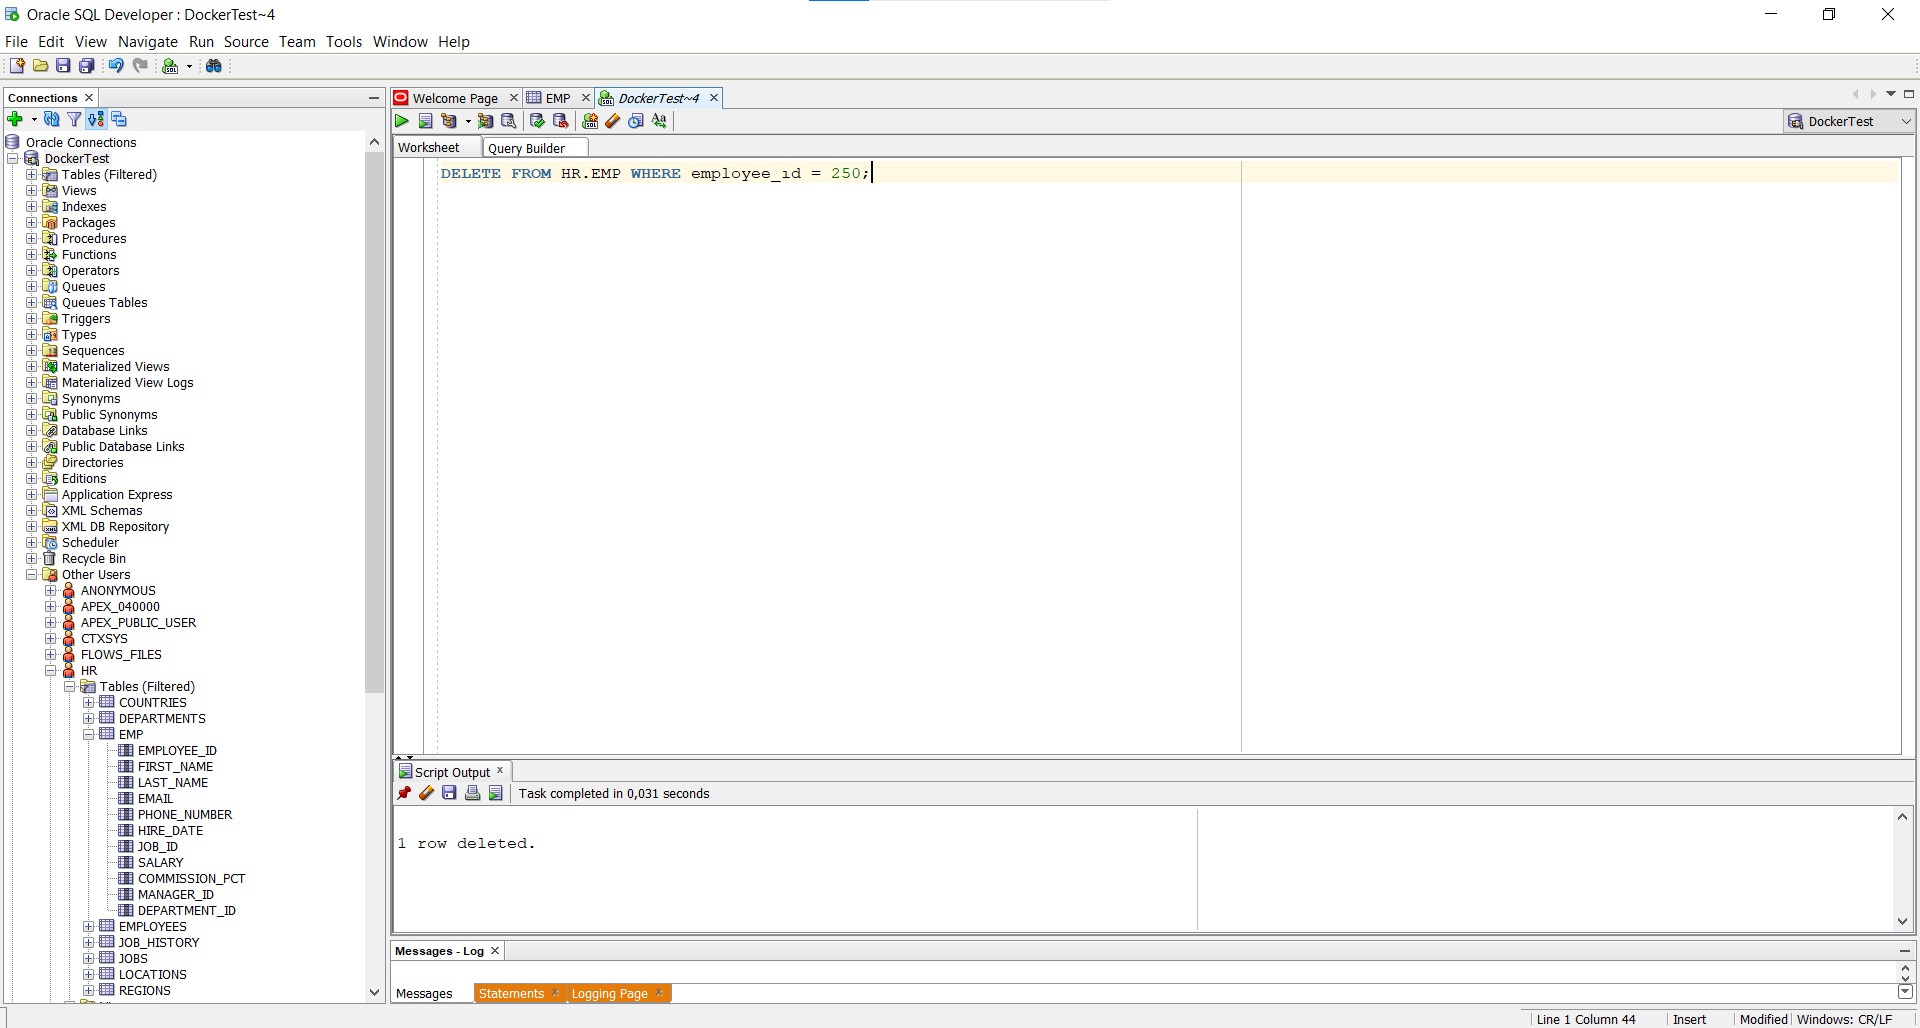 Oracle SQL Developer : DockerTest~4
File Edit View Navigate Run Source Team Tools Window Help
Connections
Oracle Connections
DockerTest
Tables (Filtered)
Views
Indexes
Packages
Procedures
Functions
Operators
Queues
Queues Tables
Triggers
Types
Sequences
Materialized Views
Materialized View Logs
Synonyms
Public Synonyms
Database Links
Public Database Links
Directories
Editions
Application Express
XML Schemas
XML DB Repository
Scheduler
Recycle Bin
Other Users
ANONYMOUS
APEX_040000
APEX_PUBLIC_USER
CTXSYS
FLOWS_FILES
HR
Tables (Filtered)
COUNTRIES
DEPARTMENTS
EMP
EMPLOYEE_ID
FIRST_NAME
LAST_NAME
EMAIL
PHONE_NUMBER
HIRE_DATE
JOB_ID
SALARY
COMMISSION_PCT
MANAGER_ID
DEPARTMENT_ID
EMPLOYEES
JOB_HISTORY
JOBS
LOCATIONS
REGIONS
Welcome Page EMP DockerTest~4
DockerTest
Worksheet Query Builder
DELETE FROM HR.EMP WHERE employee_id = 250;
Script Output
Task completed in 0,031 seconds
1 row deleted.
Messages - Log
Messages Statements Logging Page
Line 1 Column 44 Insert Modified Windows: CR/LF